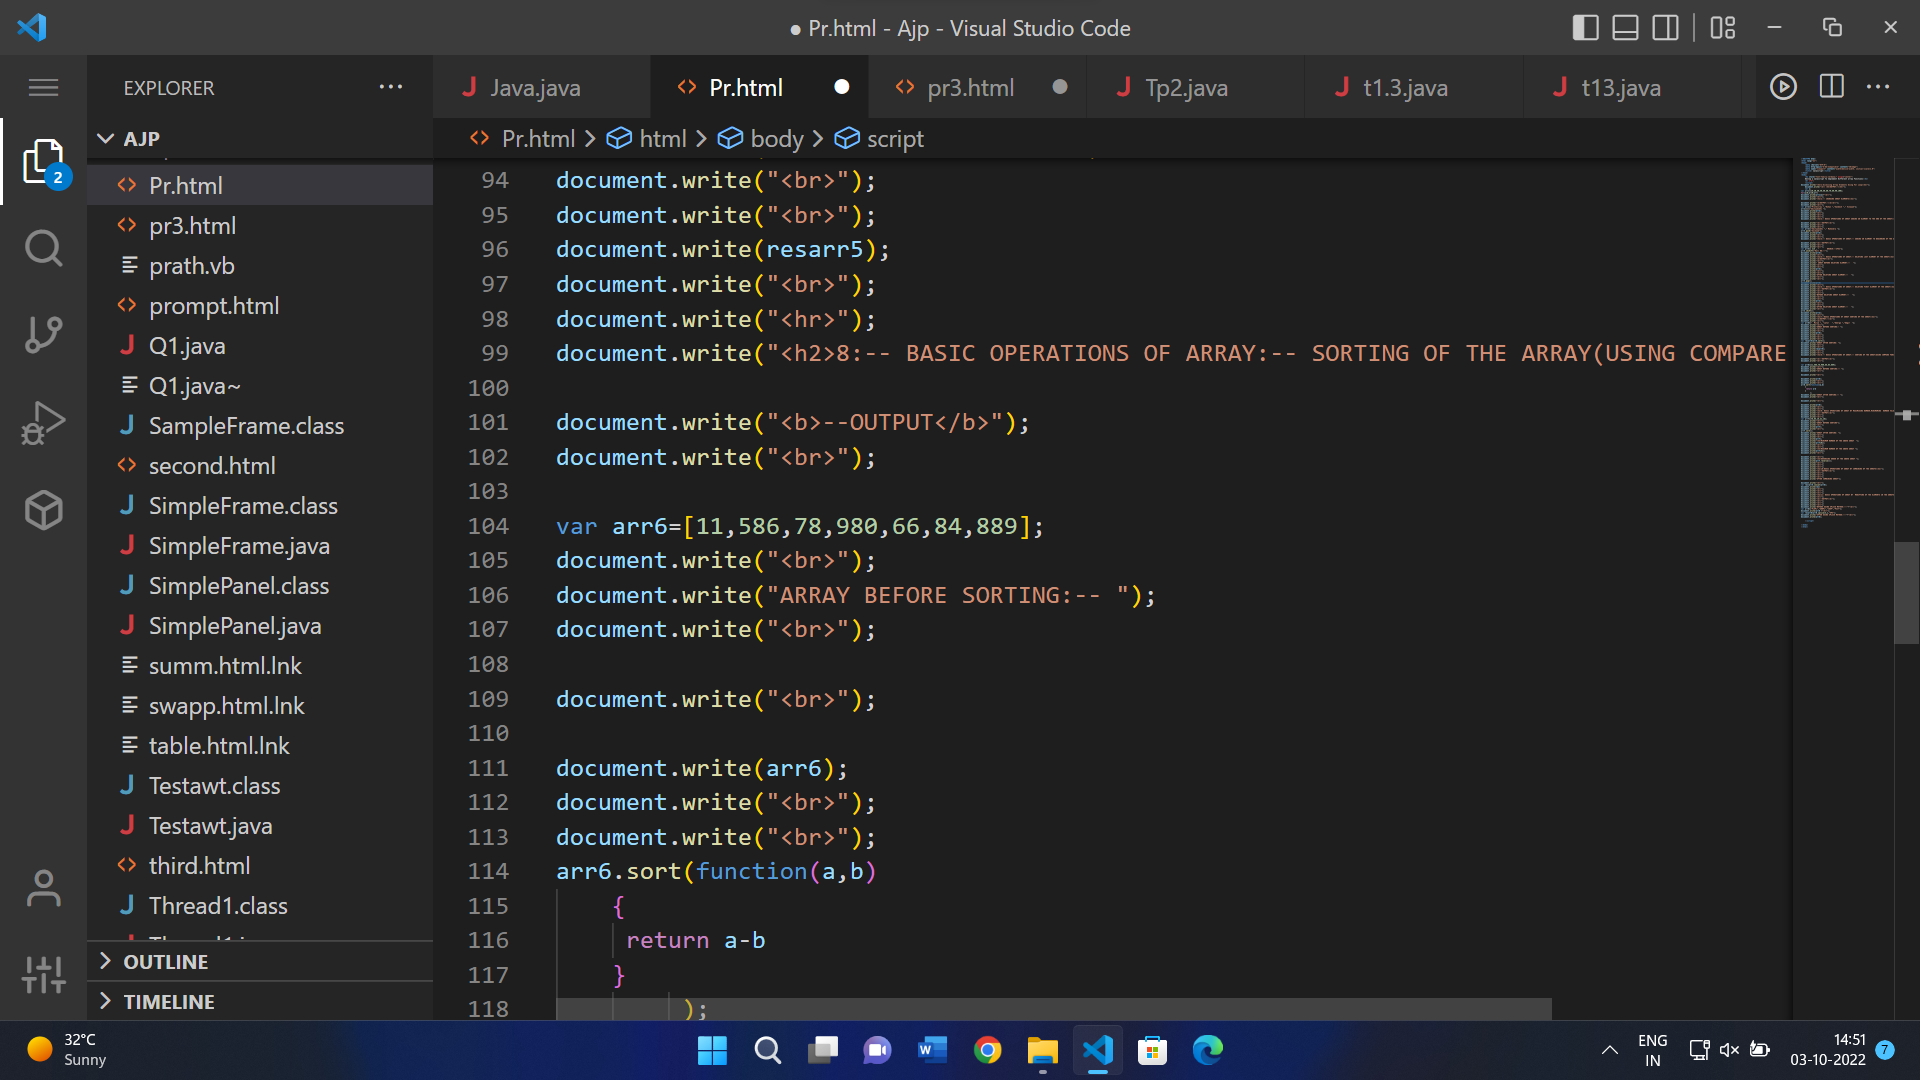 ● Pr.html - Ajp - Visual Studio Code
EXPLORER
Java.java
Pr.html
pr3.html
Tp2.java
t1.3.java
t13.java
AJP
Pr.html > html > body > script
2
Pr.html
pr3.html
prath.vb
prompt.html
Q1.java
Q1.java~
SampleFrame.class
second.html
SimpleFrame.class
SimpleFrame.java
SimplePanel.class
SimplePanel.java
summ.html.lnk
swapp.html.lnk
table.html.lnk
Testawt.class
Testawt.java
third.html
Thread1.class
OUTLINE
TIMELINE
94 document.write("<br>");
95 document.write("<br>");
96 document.write(resarr5);
97 document.write("<br>");
98 document.write("<hr>");
99 document.write("<h2>8:-- BASIC OPERATIONS OF ARRAY:-- SORTING OF THE ARRAY(USING COMPARE
100
101 document.write("<b>--OUTPUT</b>");
102 document.write("<br>");
103
104 var arr6=[11,586,78,980,66,84,889];
105 document.write("<br>");
106 document.write("ARRAY BEFORE SORTING:-- ");
107 document.write("<br>");
108
109 document.write("<br>");
110
111 document.write(arr6);
112 document.write("<br>");
113 document.write("<br>");
114 arr6.sort(function(a,b)
115 {
116 return a-b
117 }
118 );
32°C
Sunny
ENG
IN
14:51
03-10-2022
7